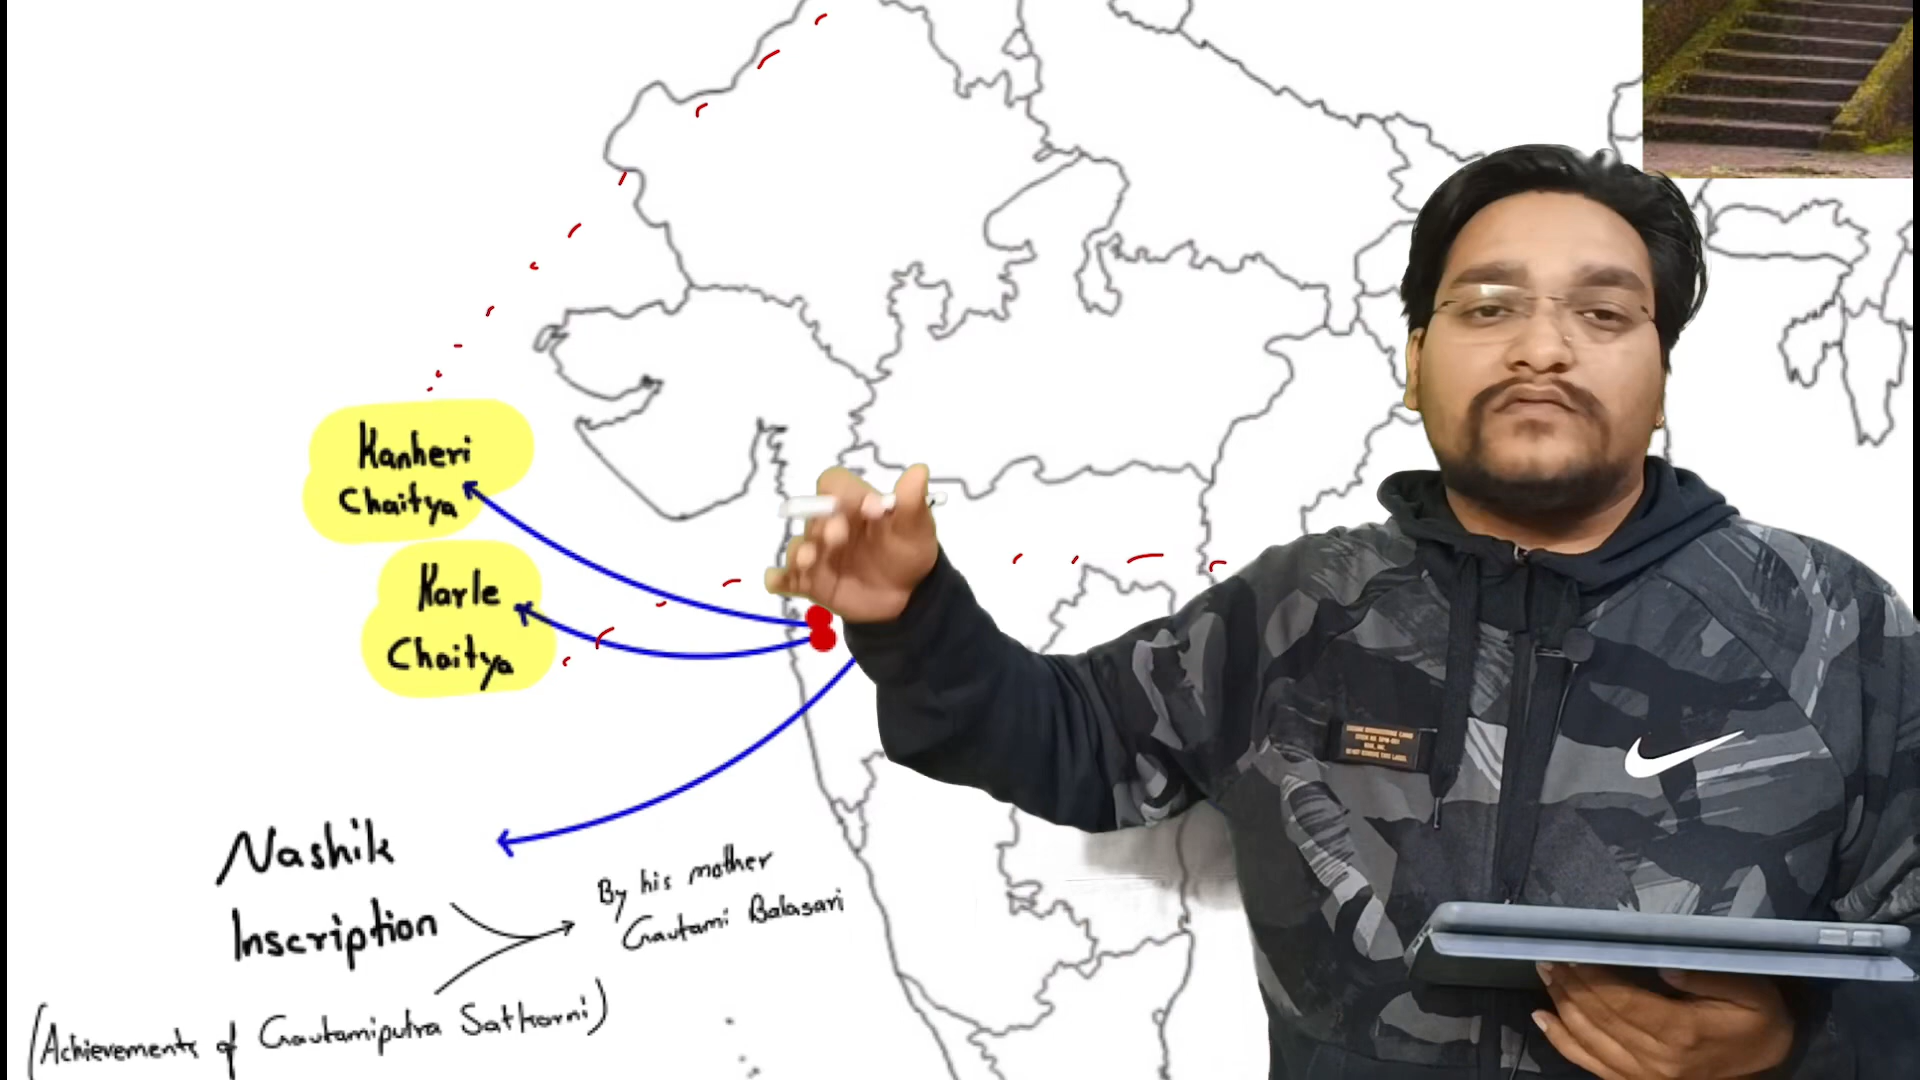 Kanheri
Chaitya
Karle
Chaitya
Nashik
Inscription
By his mother
Gautami Balasari
(Achievements of Gautamiputra Satkarni)